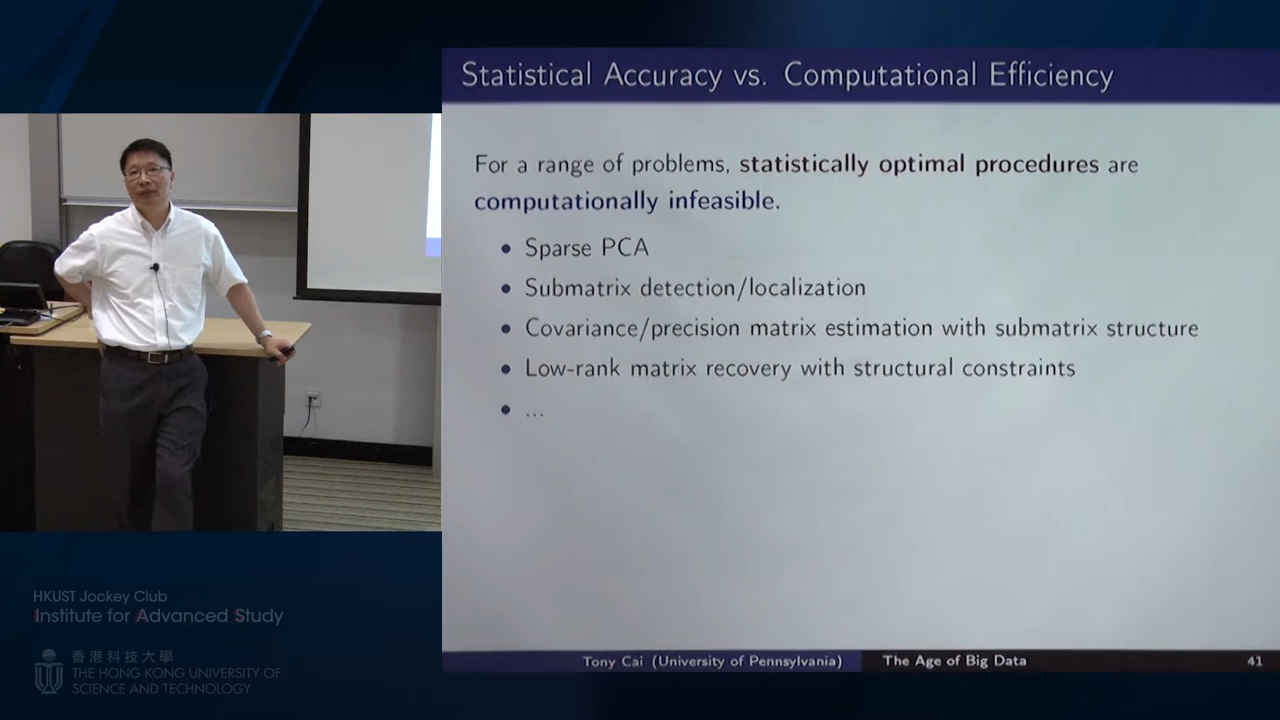 Statistical Accuracy vs. Computational Efficiency
For a range of problems, statistically optimal procedures are
computationally infeasible.
• Sparse PCA
• Submatrix detection/localization
• Covariance/precision matrix estimation with submatrix structure
• Low-rank matrix recovery with structural constraints
• ...
Tony Cai (University of Pennsylvania) The Age of Big Data 41
HKUST Jockey Club
Institute for Advanced Study
香港科技大學
THE HONG KONG UNIVERSITY OF
SCIENCE AND TECHNOLOGY